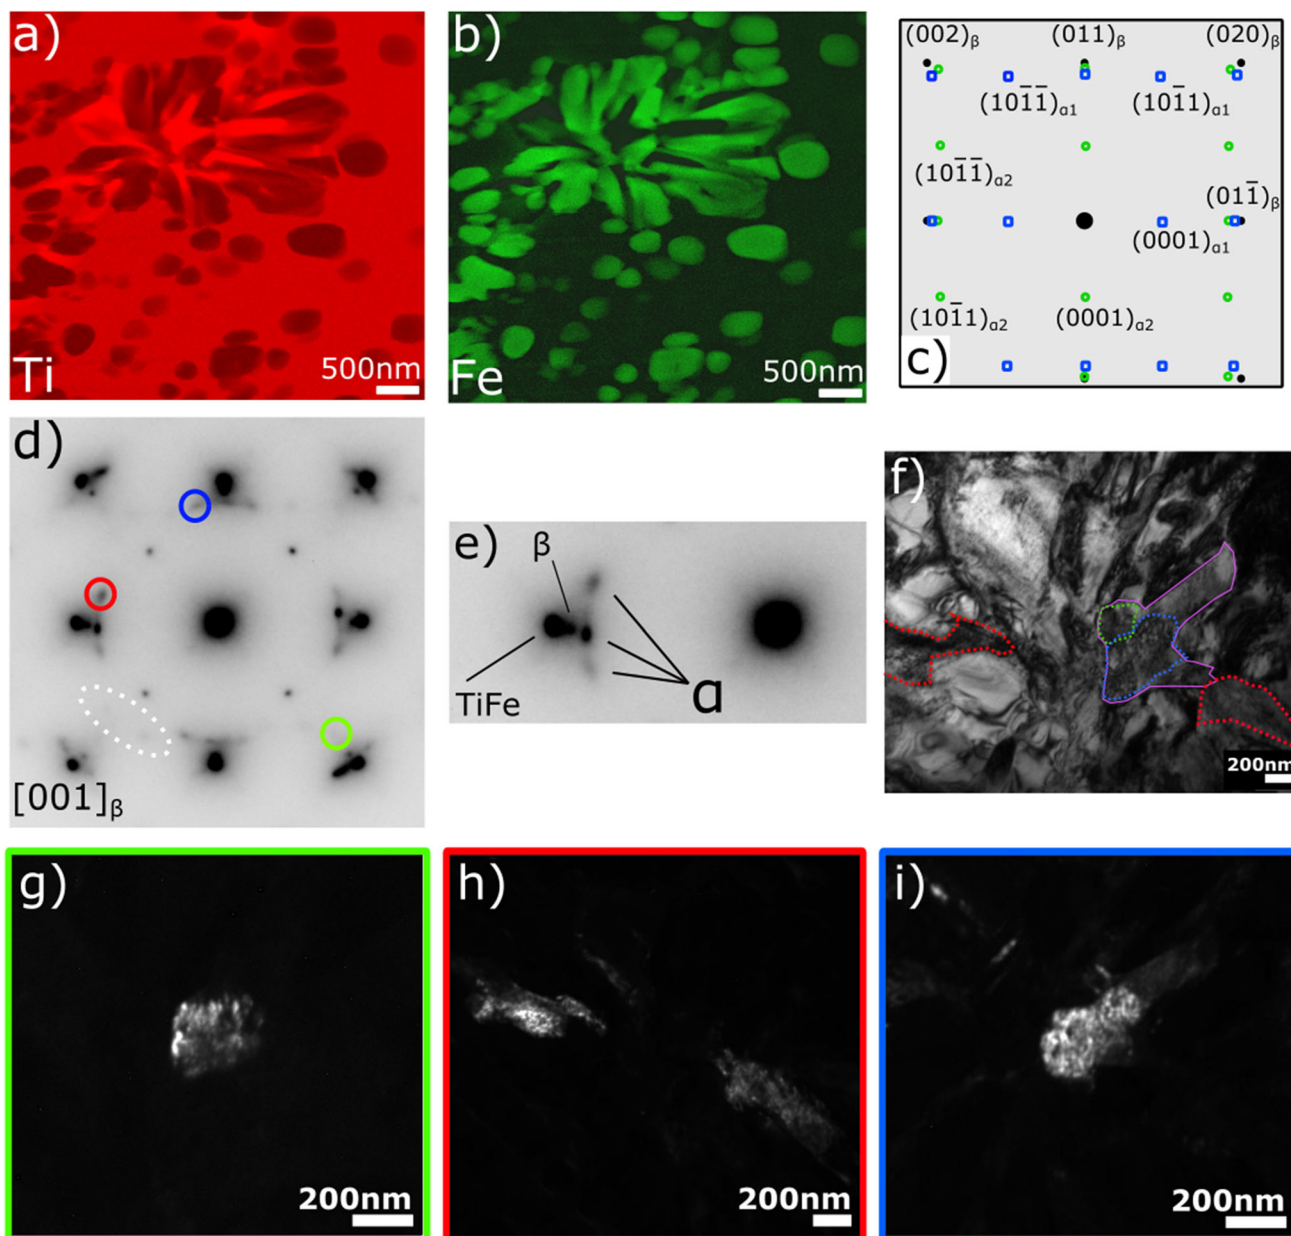 a)
Ti
500nm
b)
Fe
500nm
(002)β
(011)β
(020)β
(101̅1̅)α1
(101̅1)α1
(101̅1̅)α2
(011̅)β
(0001)α1
(101̅1)α2
(0001)α2
c)
d)
[001]β
e)
β
TiFe
α
f)
200nm
g)
200nm
h)
200nm
i)
200nm